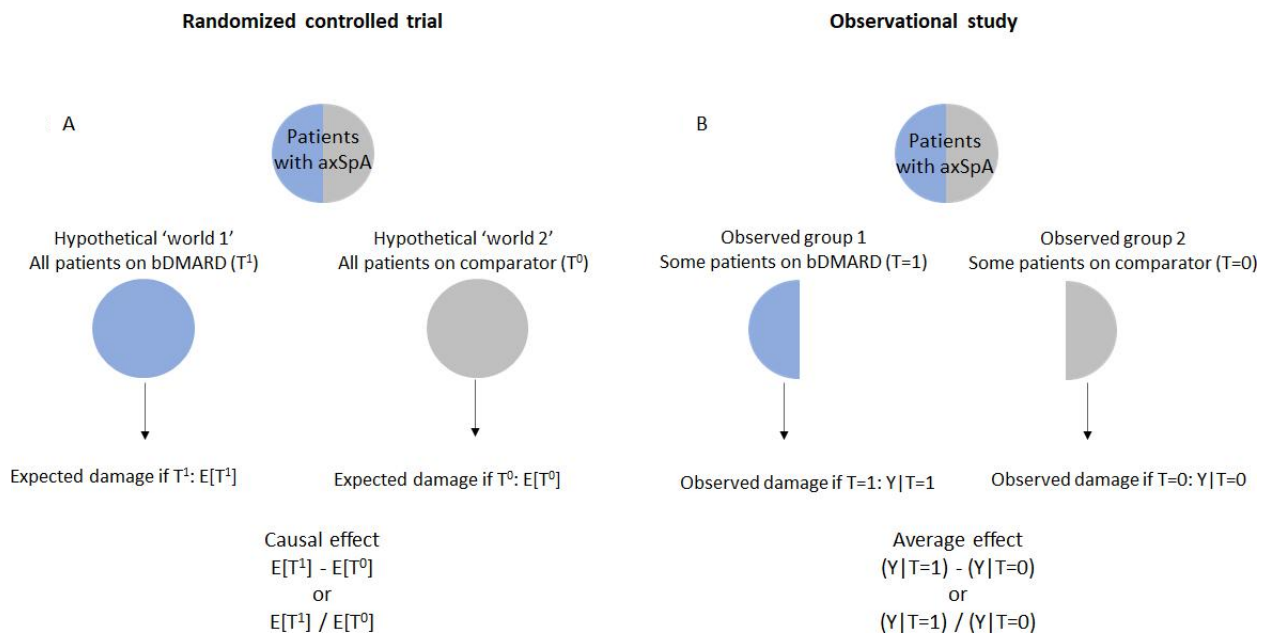 Randomized controlled trial
A
Patients
with axSpA
Hypothetical ‘world 1’
All patients on bDMARD (T¹)
Hypothetical ‘world 2’
All patients on comparator (T⁰)
Expected damage if T¹: E[T¹]
Expected damage if T⁰: E[T⁰]
Causal effect
E[T¹] - E[T⁰]
or
E[T¹] / E[T⁰]
Observational study
B
Patients
with axSpA
Observed group 1
Some patients on bDMARD (T=1)
Observed group 2
Some patients on comparator (T=0)
Observed damage if T=1: Y|T=1
Observed damage if T=0: Y|T=0
Average effect
(Y|T=1) - (Y|T=0)
or
(Y|T=1) / (Y|T=0)